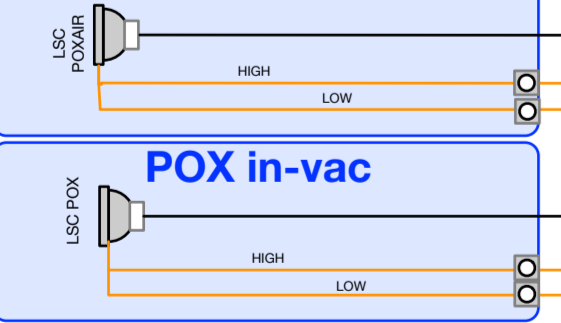 LSC
POXAIR
HIGH
LOW
POX in-vac
LSC POX
HIGH
LOW